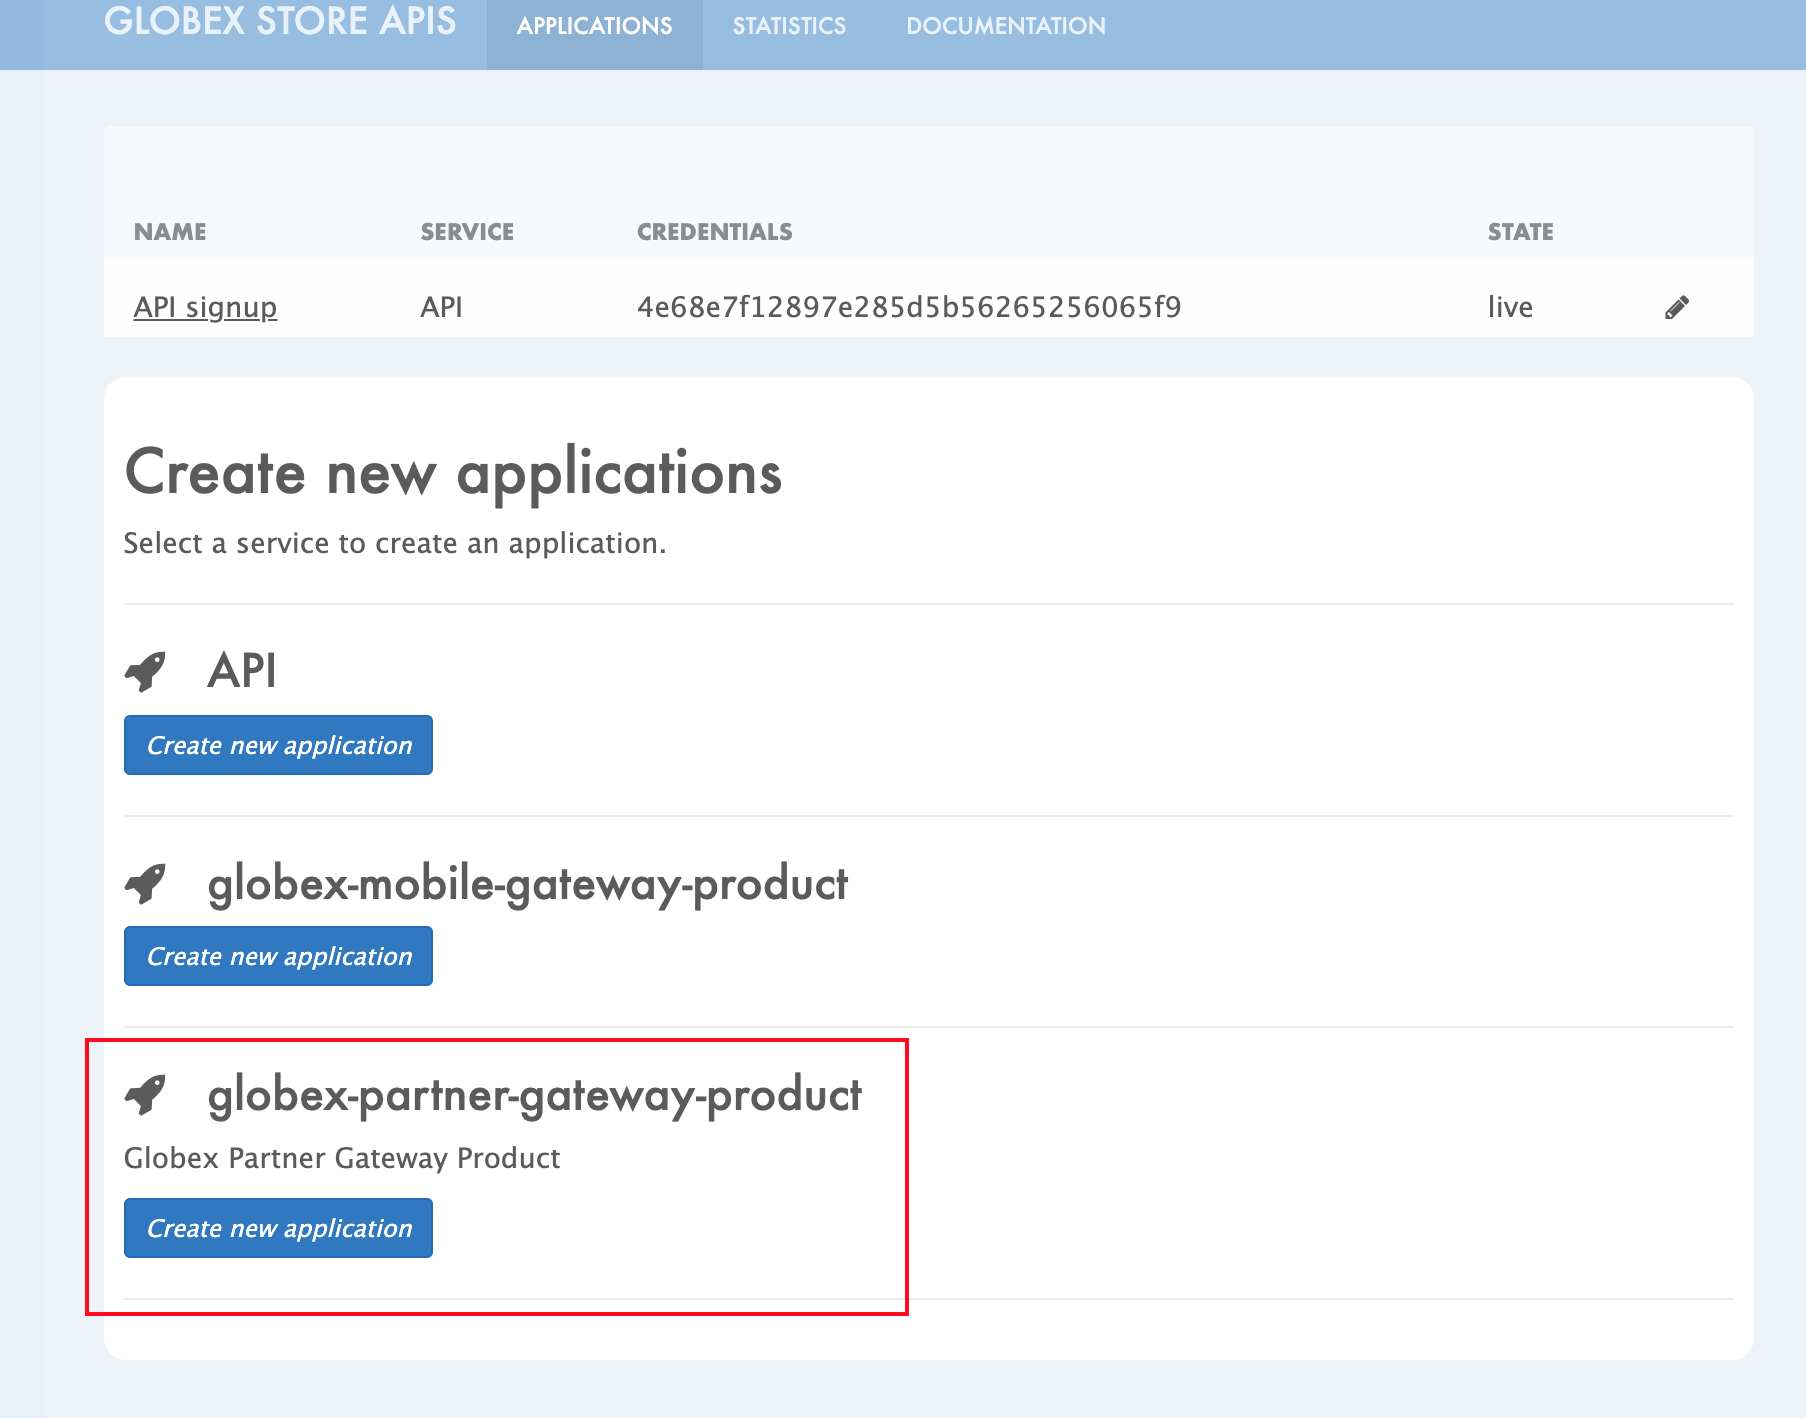 GLOBEX STORE APIS APPLICATIONS STATISTICS DOCUMENTATION
NAME SERVICE CREDENTIALS STATE
API signup API 4e68e7f12897e285d5b56265256065f9 live
Create new applications
Select a service to create an application.
API
Create new application
globex-mobile-gateway-product
Create new application
globex-partner-gateway-product
Globex Partner Gateway Product
Create new application